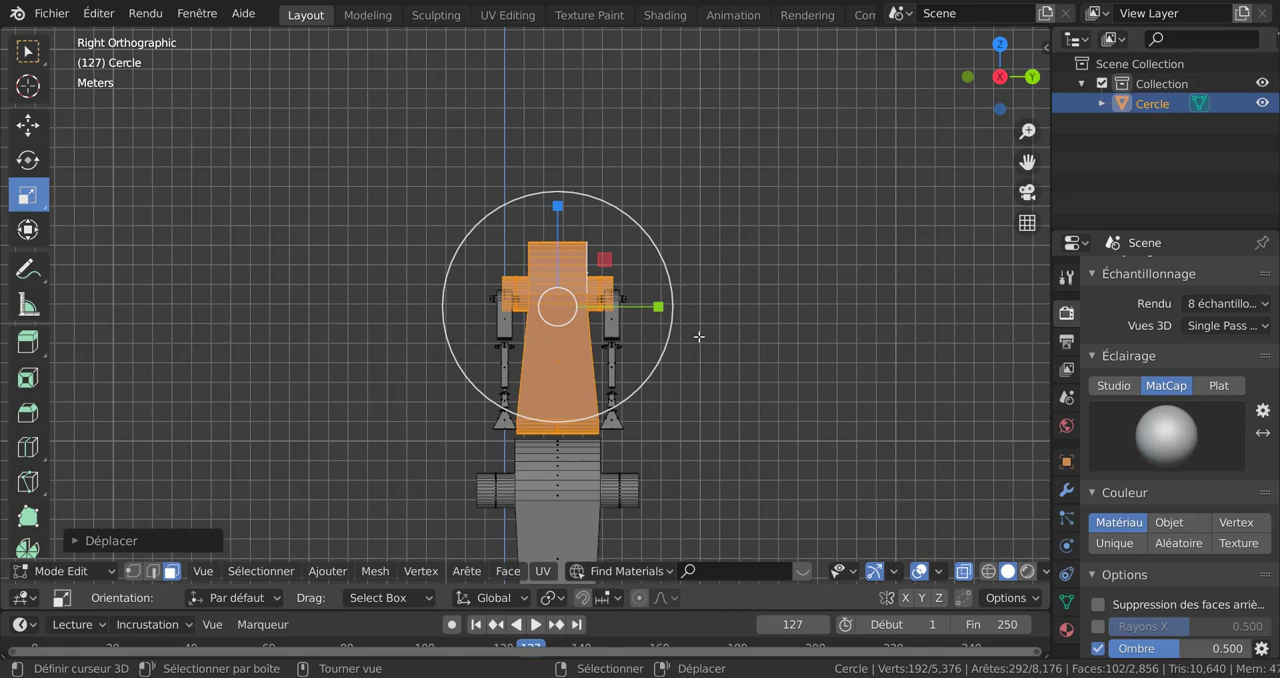 Fichier Éditer Rendu Fenêtre Aide Layout Modeling Sculpting UV Editing Texture Paint Shading Animation Rendering Com Scene View Layer
Right Orthographic
(127) Cercle
Meters
Z
X
Y
Scene Collection
Collection
Cercle
Scene
Échantillonnage
Rendu 8 échantillo...
Vues 3D Single Pass ...
Éclairage
Studio MatCap Plat
Couleur
Matériau Objet Vertex
Unique Aléatoire Texture
Options
Suppression des faces arriè...
Rayons X 0.500
Ombre 0.500
Déplacer
Mode Edit Vue Sélectionner Ajouter Mesh Vertex Arête Face UV Find Materials
Orientation: Par défaut Drag: Select Box Global X Y Z Options
Lecture Incrustation Vue Marqueur 127 Début 1 Fin 250
127
Définir curseur 3D Sélectionner par boîte Tourner vue Sélectionner Déplacer Cercle | Verts:192/5,376 | Arêtes:292/8,176 | Faces:102/2,856 | Tris:10,640 | Mem: 47